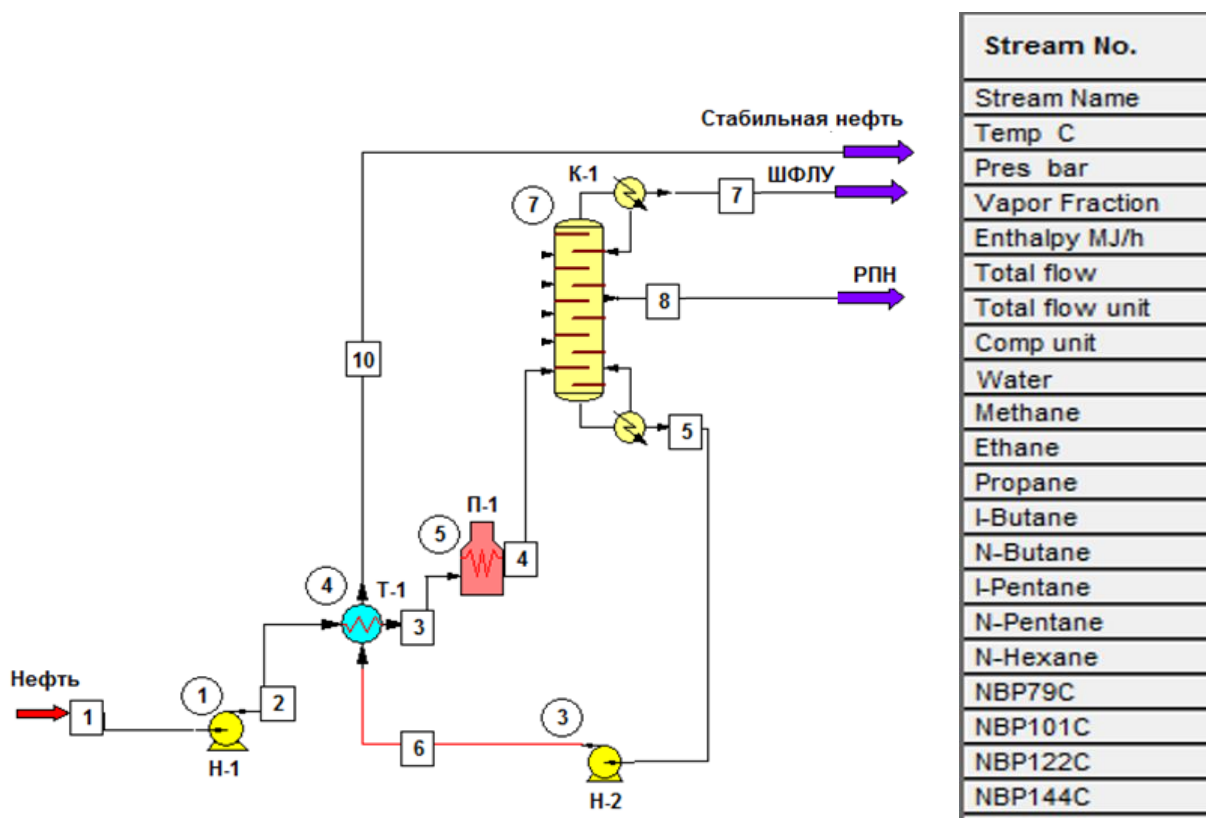 Стабильная нефть
К-1
ШФЛУ
7
7
РПН
8
10
5
П-1
5
4
4
Т-1
3
Нефть
1
2
3
1
6
Н-1
Н-2
Stream No.
Stream Name
Temp C
Pres bar
Vapor Fraction
Enthalpy MJ/h
Total flow
Total flow unit
Comp unit
Water
Methane
Ethane
Propane
I-Butane
N-Butane
I-Pentane
N-Pentane
N-Hexane
NBP79C
NBP101C
NBP122C
NBP144C